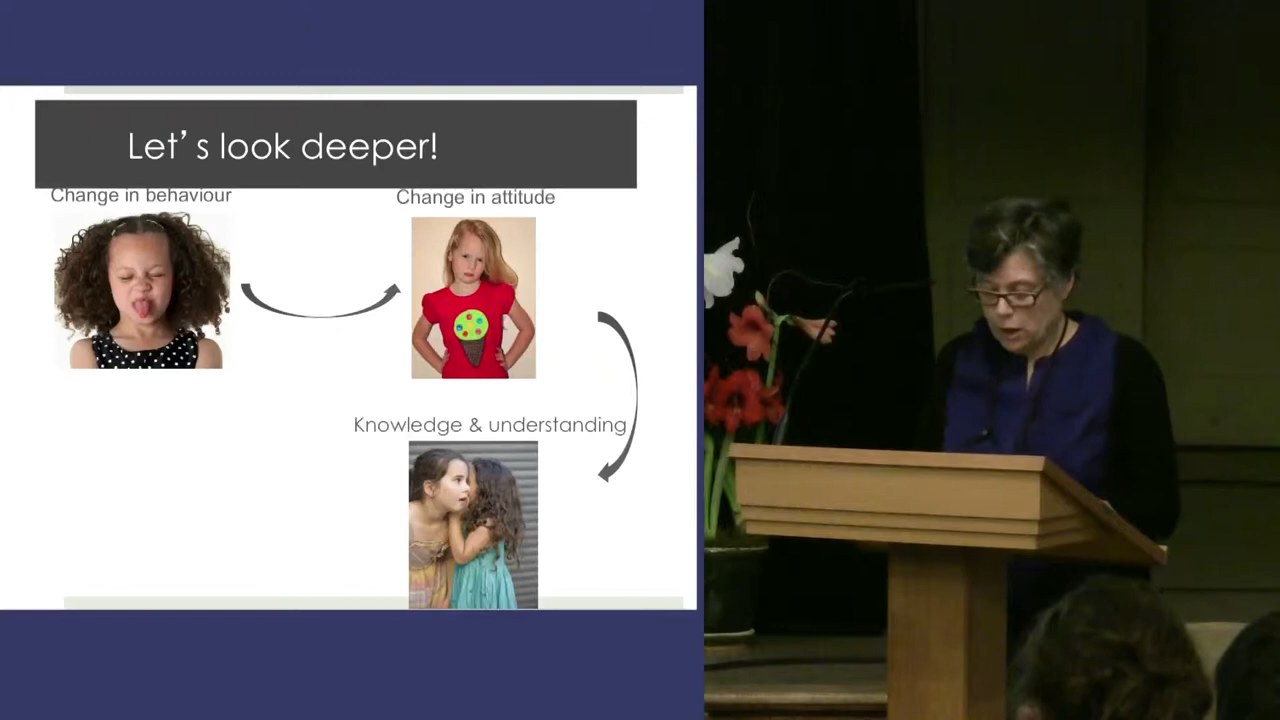 Let’s look deeper!
Change in behaviour
Change in attitude
Knowledge & understanding